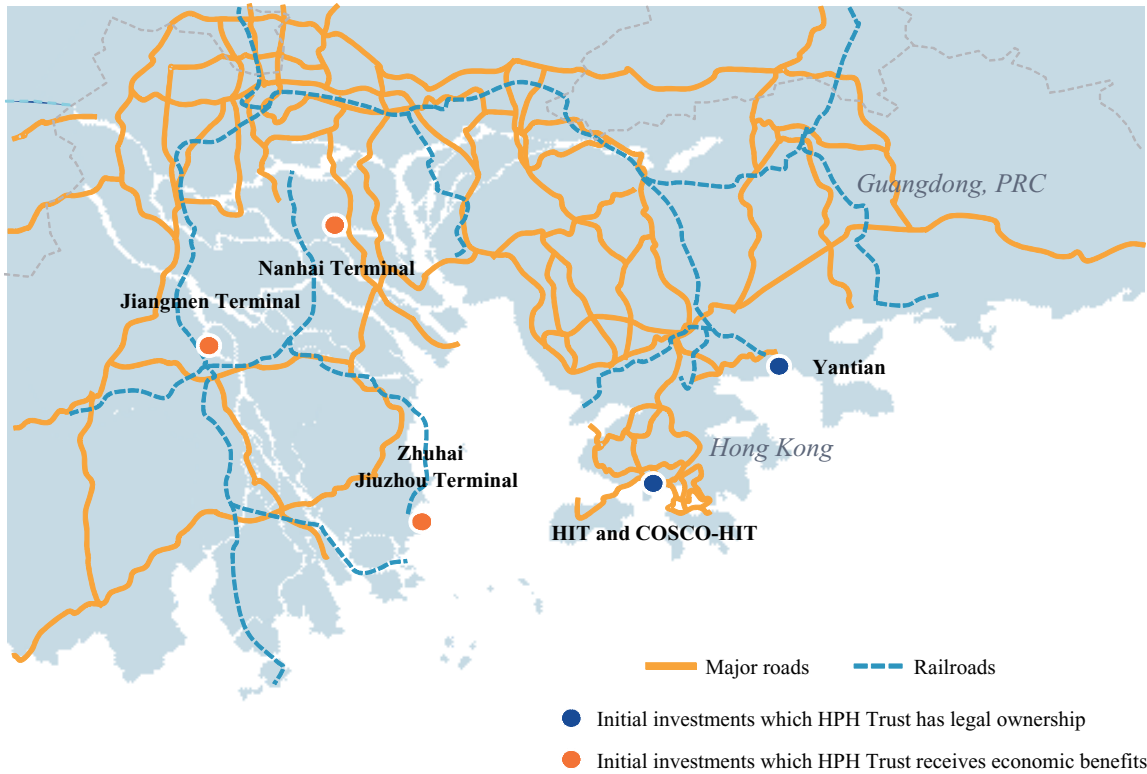 Guangdong, PRC
Nanhai Terminal
Jiangmen Terminal
Yantian
Hong Kong
Zhuhai
Jiuzhou Terminal
HIT and COSCO-HIT
Major roads
Railroads
Initial investments which HPH Trust has legal ownership
Initial investments which HPH Trust receives economic benefits